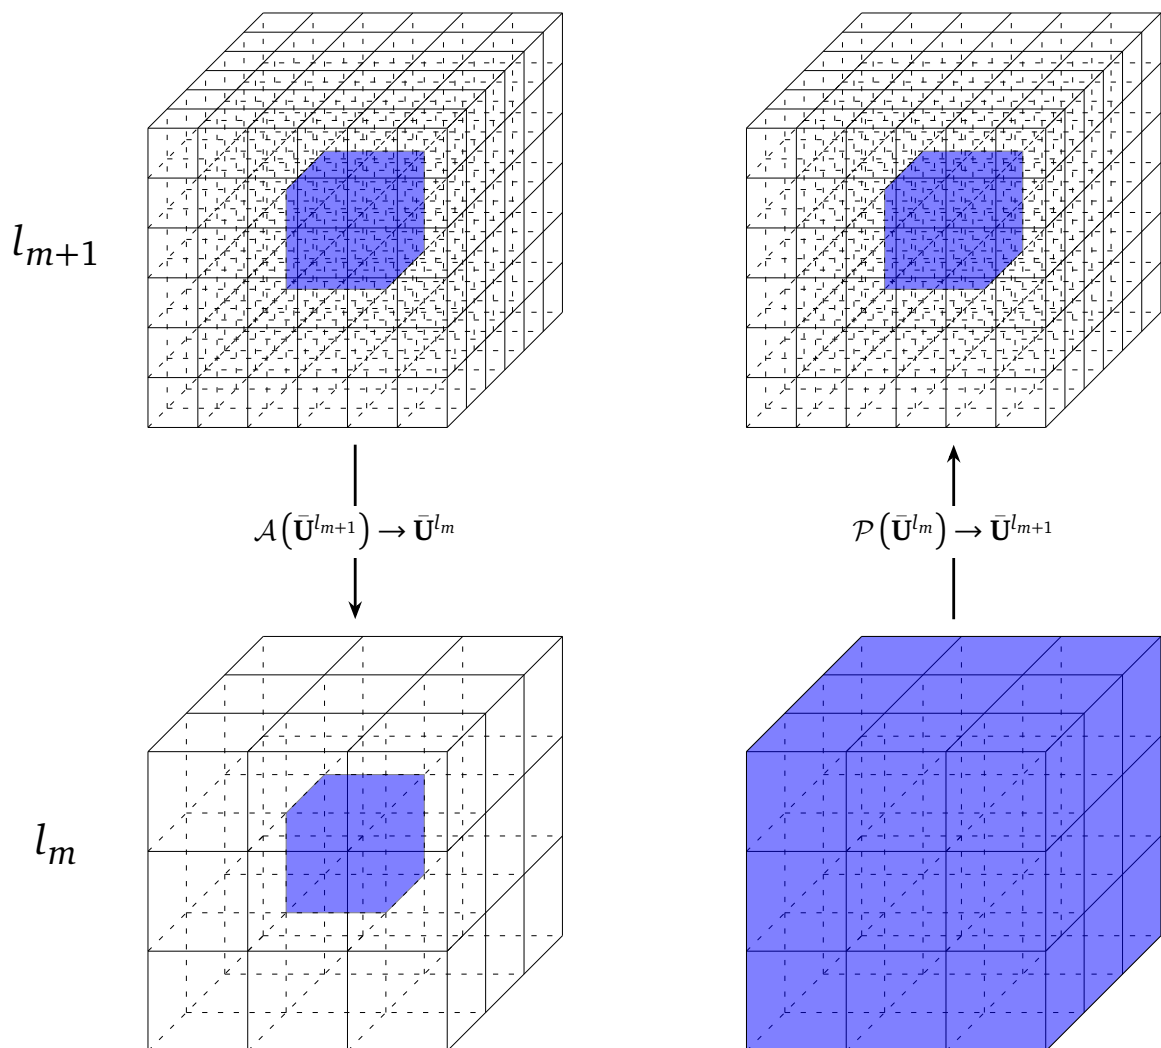 l_{m+1}
𝒜(Ū^{l_{m+1}}) → Ū^{l_m}
𝒫(Ū^{l_m}) → Ū^{l_{m+1}}
l_m